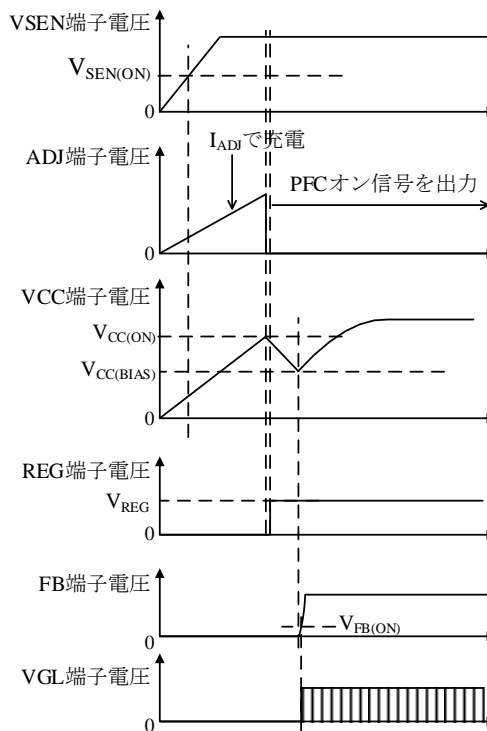 VSEN端子電圧
VSEN(ON)
0
IADJで充電
ADJ端子電圧
PFCオン信号を出力
0
VCC端子電圧
VCC(ON)
VCC(BIAS)
0
REG端子電圧
VREG
0
FB端子電圧
VFB(ON)
0
VGL端子電圧
0